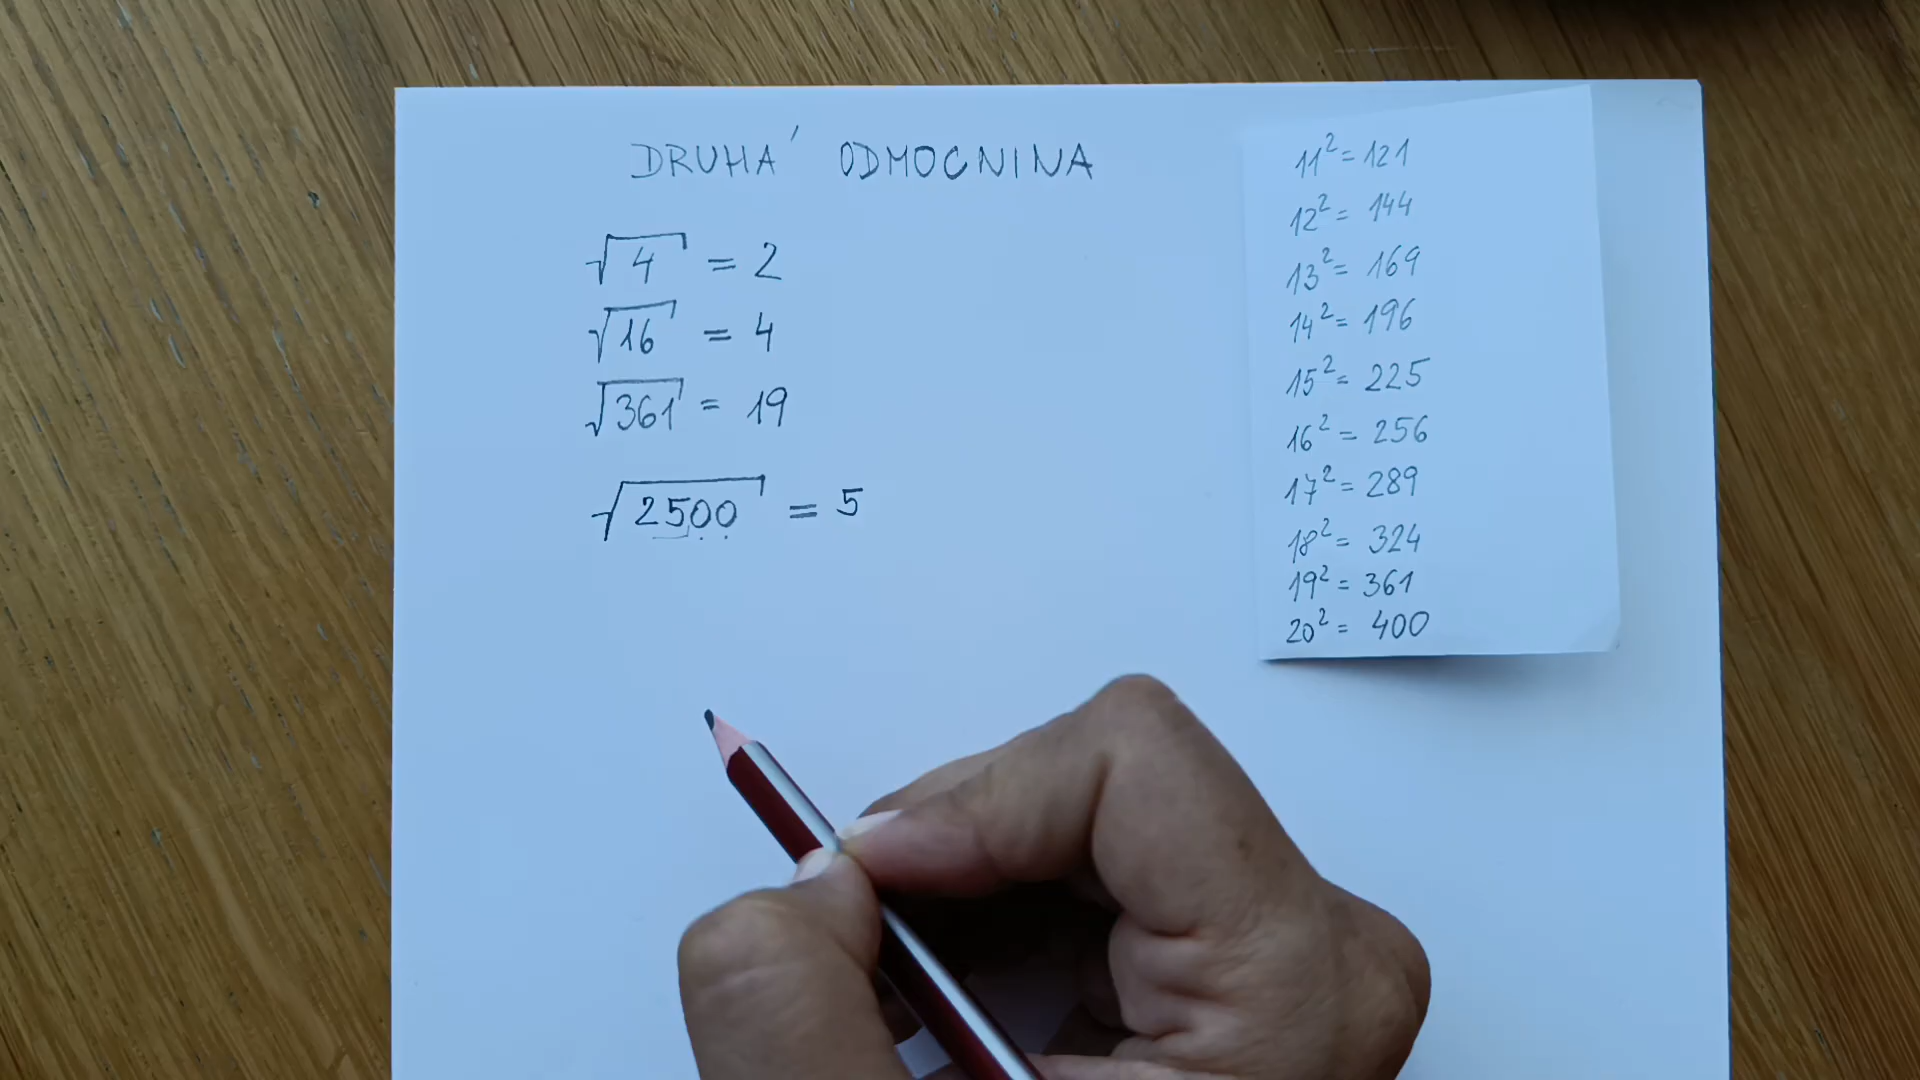 DRUHÁ ODMOCNINA
√4 = 2
√16 = 4
√361 = 19
√2500 = 5
11² = 121
12² = 144
13² = 169
14² = 196
15² = 225
16² = 256
17² = 289
18² = 324
19² = 361
20² = 400